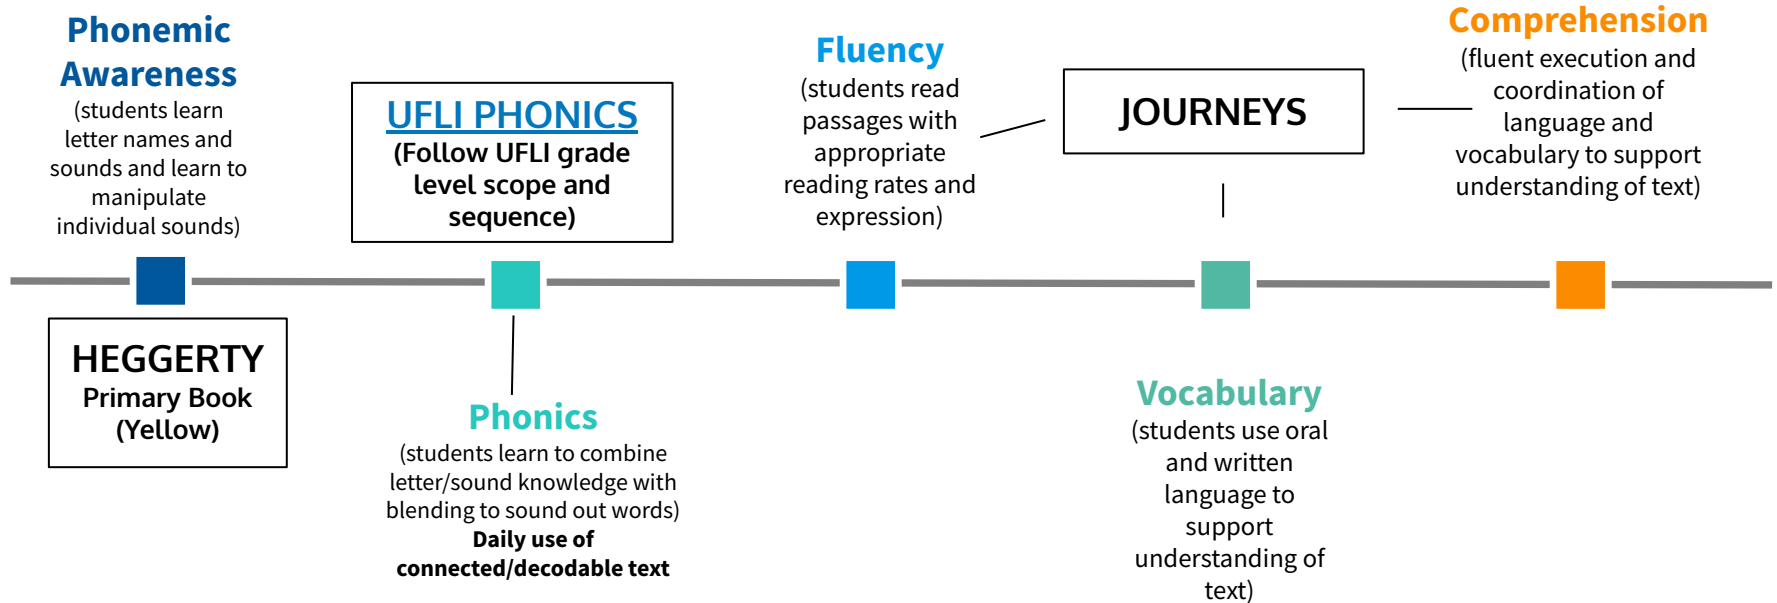 Phonemic
Awareness
(students learn
letter names and
sounds and learn to
manipulate
individual sounds)
HEGGERTY
Primary Book
(Yellow)
UFLI PHONICS
(Follow UFLI grade
level scope and
sequence)
Phonics
(students learn to combine
letter/sound knowledge with
blending to sound out words)
Daily use of
connected/decodable text
Fluency
(students read
passages with
appropriate
reading rates and
expression)
JOURNEYS
Vocabulary
(students use oral
and written
language to
support
understanding of
text)
Comprehension
(fluent execution and
coordination of
language and
vocabulary to support
understanding of text)